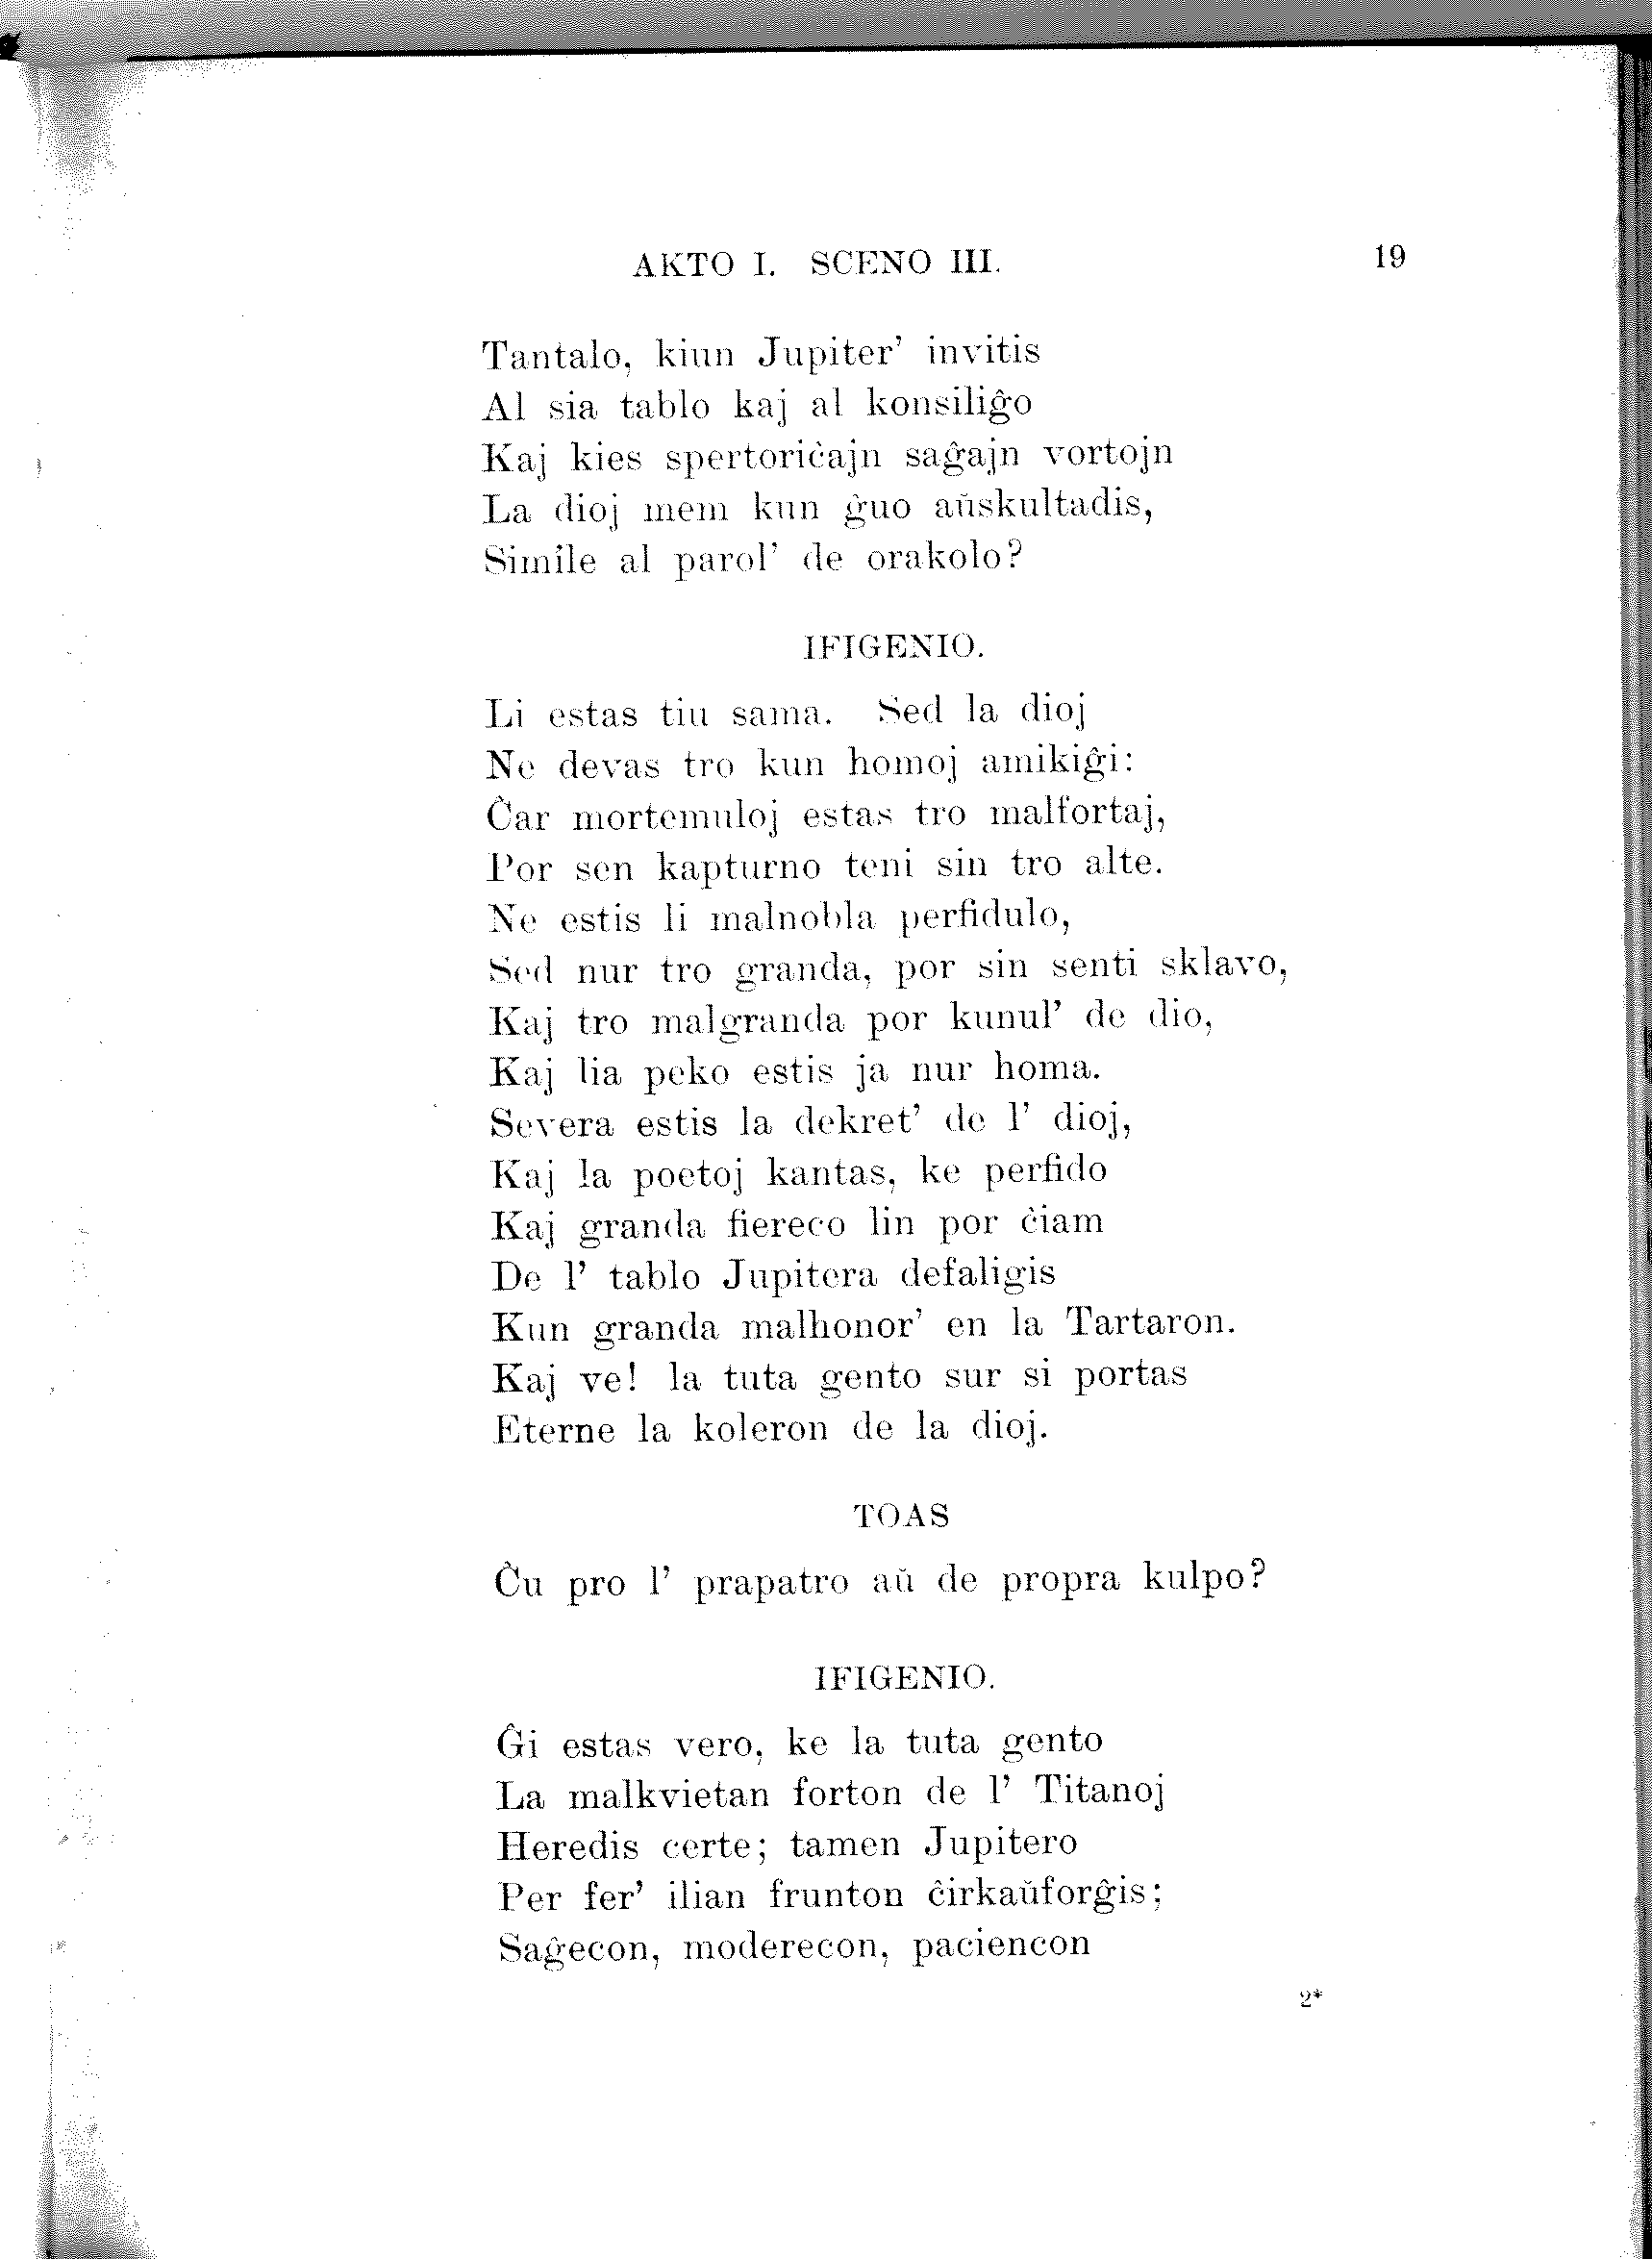 AKTO I. SCENO III. 19
Tantalo, kiun Jupiter' invitis
Al sia tablo kaj al konsiliĝo
Kaj kies spertoriĉajn saĝajn vortojn
La dioj mem kun ĝuo aŭskultadis,
Simile al parol' de orakolo?
IFIGENIO.
Li estas tiu sama. Sed la dioj
Ne devas tro kun homoj amikiĝi:
Ĉar mortemuloj estas tro malfortaj,
Por sen kapturno teni sin tro alte.
Ne estis li malnobla perfidulo,
Sed nur tro granda, por sin senti sklavo,
Kaj tro malgranda por kunul' de dio,
Kaj lia peko estis ja nur homa.
Severa estis la dekret' de l' dioj,
Kaj la poetoj kantas, ke perfido
Kaj granda fiereco lin por ĉiam
De l' tablo Jupitera defaligis
Kun granda malhonor' en la Tartaron.
Kaj ve! la tuta gento sur si portas
Eterne la koleron de la dioj.
TOAS
Ĉu pro l' prapatro aŭ de propra kulpo?
IFIGENIO.
Ĝi estas vero, ke la tuta gento
La malkvietan forton de l' Titanoj
Heredis certe; tamen Jupitero
Per fer' ilian frunton ĉirkaŭforĝis;
Saĝecon, moderecon, paciencon
2*